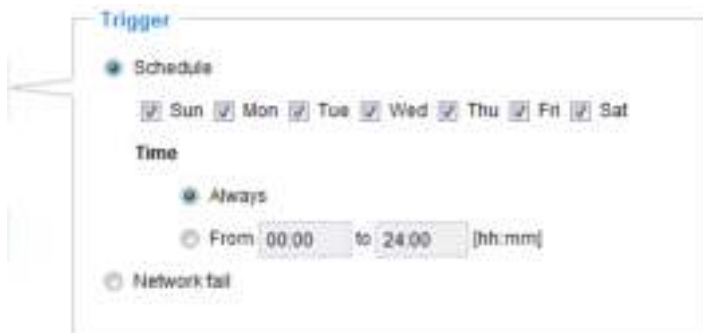 Trigger
Schedule
Sun Mon Tue Wed Thu Fri Sat
Time
Always
From 00:00 to 24:00 [hh:mm]
Network fail